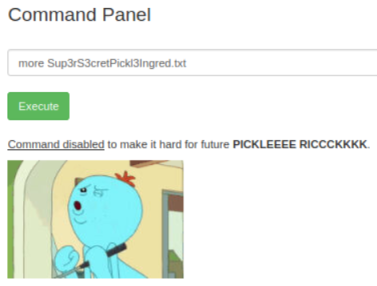 Command Panel
more Sup3rS3cretPickl3Ingred.txt
Execute
Command disabled to make it hard for future PICKLEEEE RICCCKKKK.